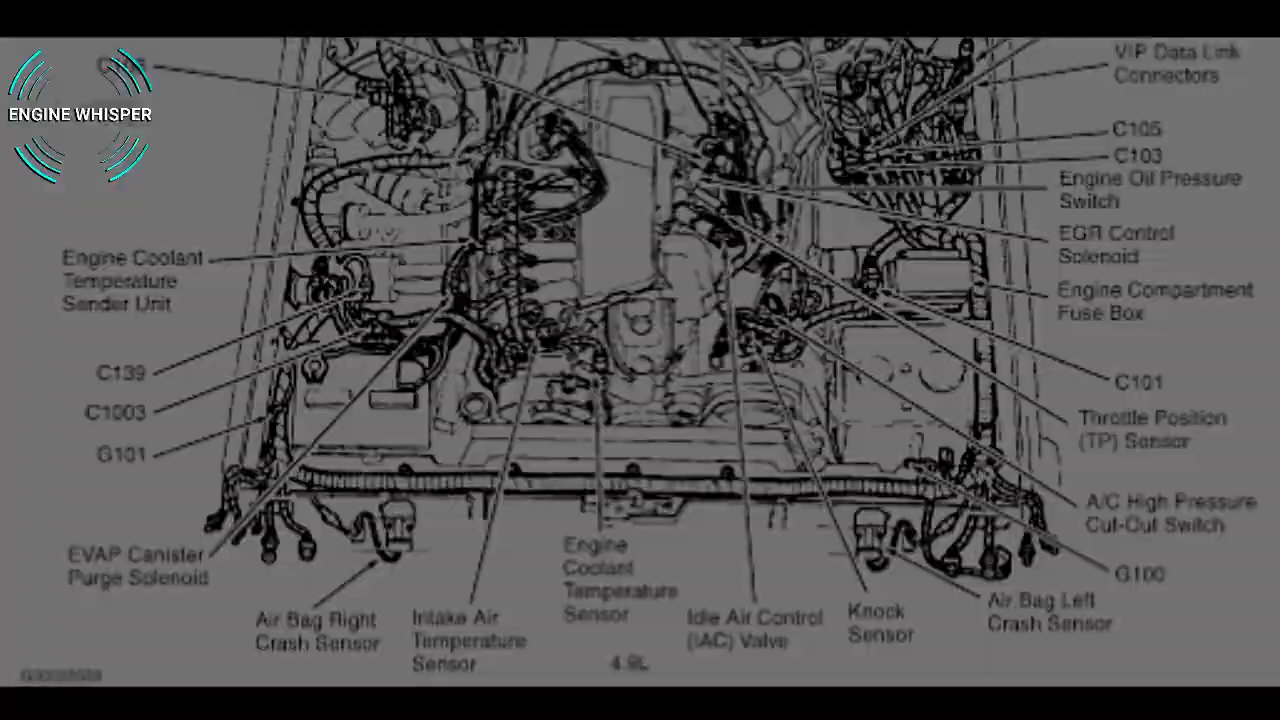 ENGINE WHISPER
VIP Data Link
Connectors
C105
C103
Engine Oil Pressure
Switch
EGR Control
Solenoid
Engine Compartment
Fuse Box
C101
Throttle Position
(TP) Sensor
A/C High Pressure
Cut-Out Switch
G100
Air Bag Left
Crash Sensor
Knock
Sensor
Idle Air Control
(IAC) Valve
Engine
Coolant
Temperature
Sensor
Intake Air
Temperature
Sensor
Air Bag Right
Crash Sensor
EVAP Canister
Purge Solenoid
G101
C1003
C139
Engine Coolant
Temperature
Sender Unit
4.9L